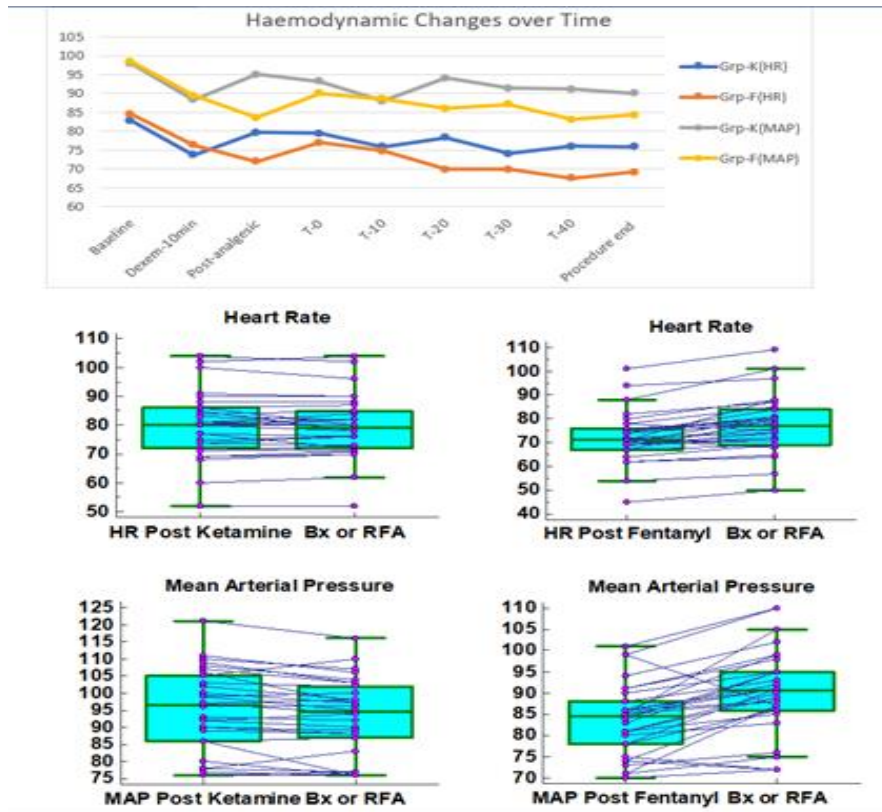 Haemodynamic Changes over Time
105
100
95
90
85
80
75
70
65
60
Baseline
Dexem-10min
Post-analgesic
T-0
T-10
T-20
T-30
T-40
Procedure end
Grp-K(HR)
Grp-F(HR)
Grp-K(MAP)
Grp-F(MAP)
Heart Rate
110
100
90
80
70
60
50
HR Post Ketamine Bx or RFA
Heart Rate
110
100
90
80
70
60
50
40
HR Post Fentanyl Bx or RFA
Mean Arterial Pressure
125
120
115
110
105
100
95
90
85
80
75
MAP Post Ketamine Bx or RFA
Mean Arterial Pressure
110
105
100
95
90
85
80
75
70
MAP Post Fentanyl Bx or RFA